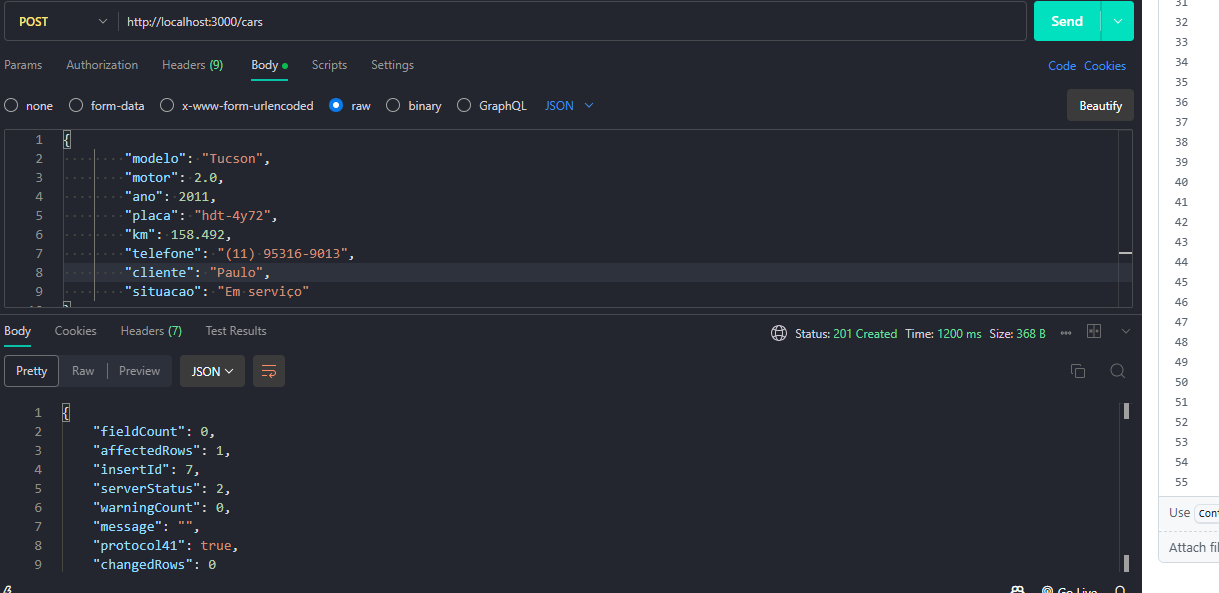 POST http://localhost:3000/cars Send
Params Authorization Headers (9) Body Scripts Settings Code Cookies
none form-data x-www-form-urlencoded raw binary GraphQL JSON Beautify
1 {
2 "modelo": "Tucson",
3 "motor": 2.0,
4 "ano": 2011,
5 "placa": "hdt-4y72",
6 "km": 158.492,
7 "telefone": "(11) 95316-9013",
8 "cliente": "Paulo",
9 "situacao": "Em serviço"
Body Cookies Headers (7) Test Results Status: 201 Created Time: 1200 ms Size: 368 B
Pretty Raw Preview JSON
1 {
2 "fieldCount": 0,
3 "affectedRows": 1,
4 "insertId": 7,
5 "serverStatus": 2,
6 "warningCount": 0,
7 "message": "",
8 "protocol41": true,
9 "changedRows": 0
Go Live
31
32
33
34
35
36
37
38
39
40
41
42
43
44
45
46
47
48
49
50
51
52
53
54
55
Use Cont
Attach fil